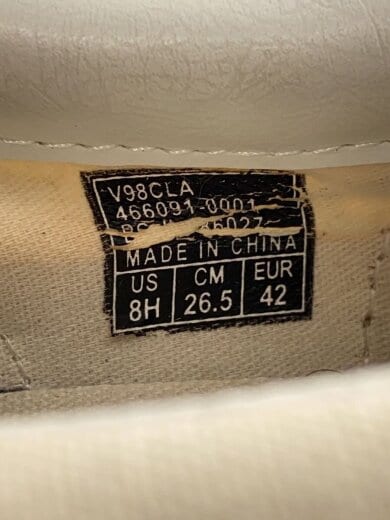 V98CLA
466091-0001
MADE IN CHINA
US CM EUR
8H 26.5 42